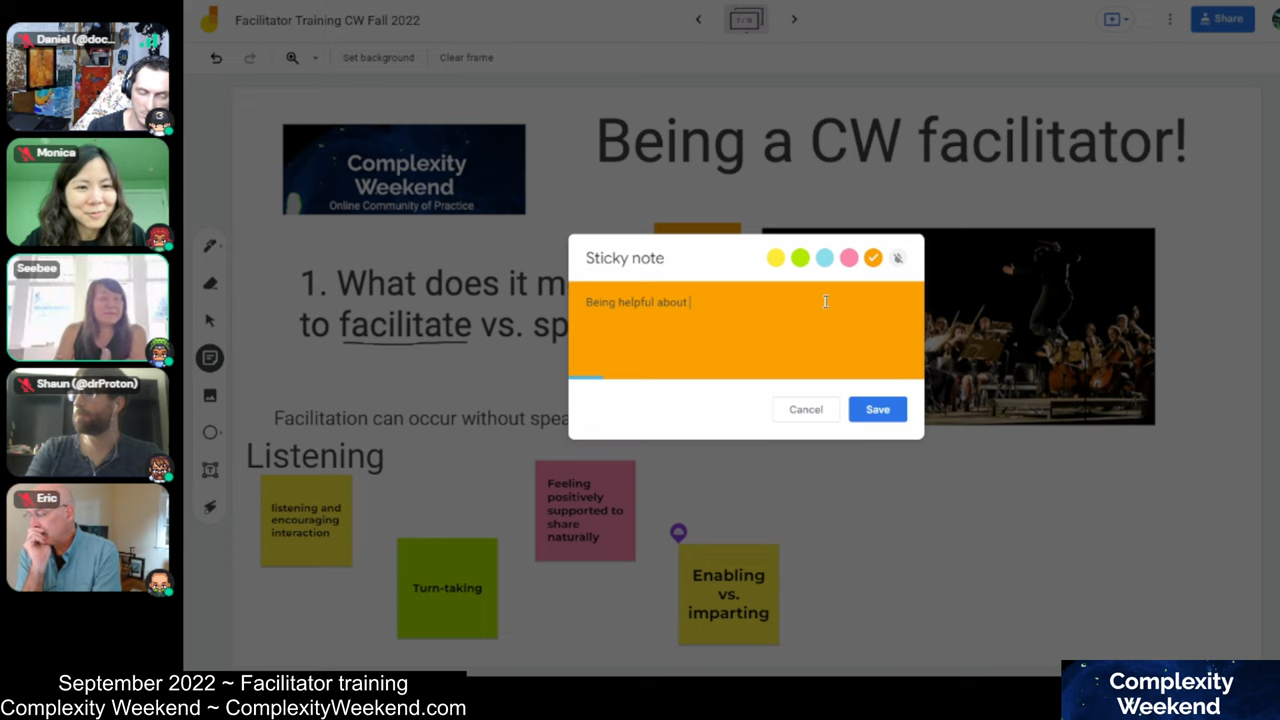 Facilitator Training CW Fall 2022
Share
Set background
Clear frame
Daniel (@doc...
Monica
Seebee
Shaun (@drProton)
Eric
Complexity
Weekend
Online Community of Practice
Being a CW facilitator!
1. What does it m
to facilitate vs. sp
Facilitation can occur without spea
Sticky note
Being helpful about
Cancel
Save
Listening
listening and
encouraging
interaction
Turn-taking
Feeling
positively
supported to
share
naturally
Enabling
vs.
imparting
September 2022 ~ Facilitator training
Complexity Weekend ~ ComplexityWeekend.com
Complexity
Weekend